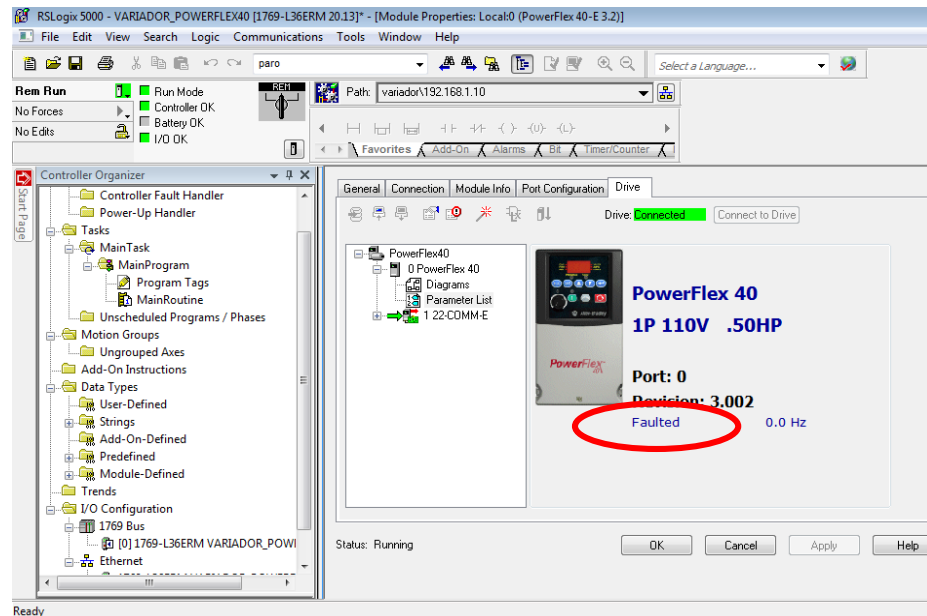 RSLogix 5000 - VARIADOR_POWERFLEX40 [1769-L36ERM 20.13]* - [Module Properties: Local:0 (PowerFlex 40-E 3.2)]
File Edit View Search Logic Communications Tools Window Help
paro
Select a Language...
Rem Run
Run Mode
REM
Path: variador\192.168.1.10
No Forces
Controller OK
Battery OK
No Edits
I/O OK
Favorites Add-On Alarms Bit Timer/Counter
Start Page
Controller Organizer
Controller Fault Handler
Power-Up Handler
Tasks
MainTask
MainProgram
Program Tags
MainRoutine
Unscheduled Programs / Phases
Motion Groups
Ungrouped Axes
Add-On Instructions
Data Types
User-Defined
Strings
Add-On-Defined
Predefined
Module-Defined
Trends
I/O Configuration
1769 Bus
[0] 1769-L36ERM VARIADOR_POWI
Ethernet
General Connection Module Info Port Configuration Drive
Drive: Connected Connect to Drive
PowerFlex40
0 PowerFlex 40
Diagrams
Parameter List
1 22-COMM-E
PowerFlex
PowerFlex 40
1P 110V .50HP
Port: 0
Revision: 3.002
Faulted 0.0 Hz
Status: Running
OK Cancel Apply Help
Ready